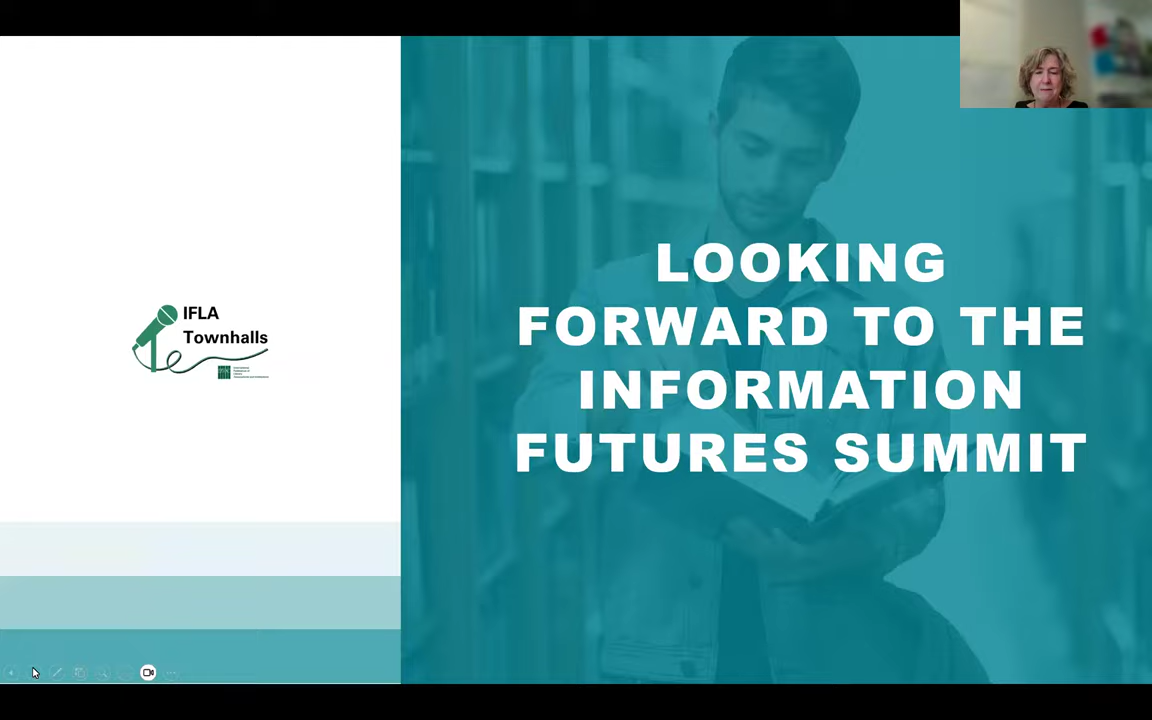 IFLA
Townhalls
LOOKING
FORWARD TO THE
INFORMATION
FUTURES SUMMIT